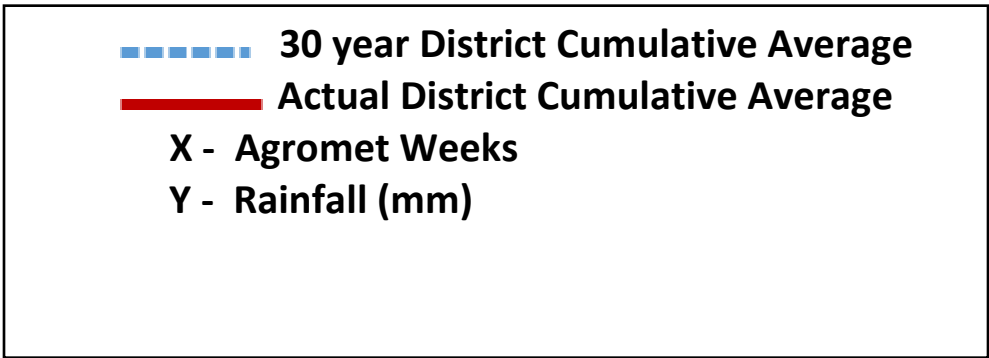 30 year District Cumulative Average
Actual District Cumulative Average
X - Agromet Weeks
Y - Rainfall (mm)